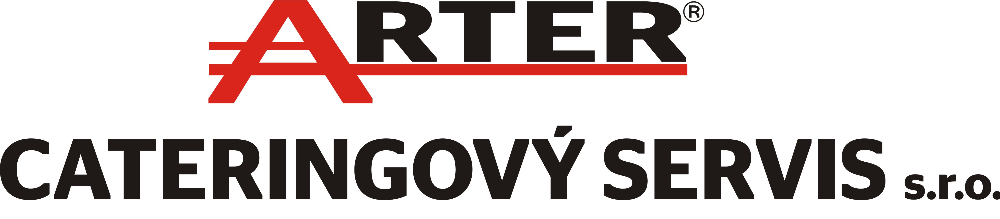 ARTER®
CATERINGOVÝ SERVIS s.r.o.